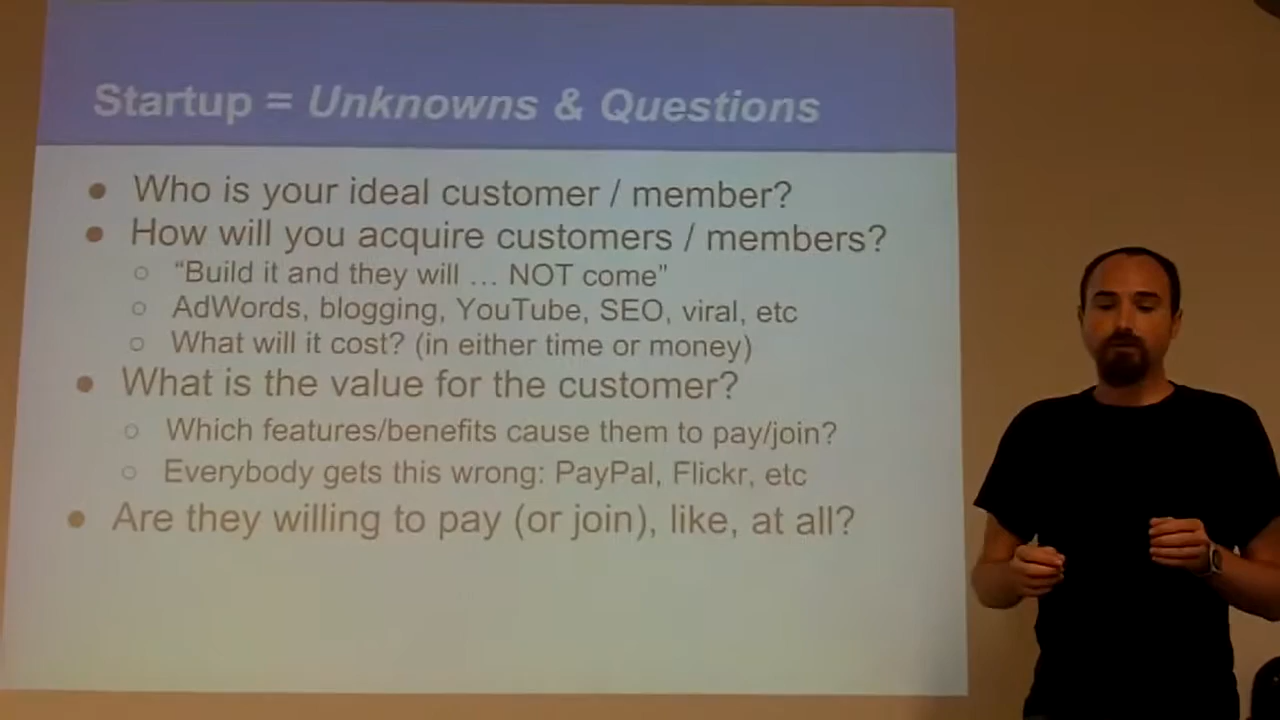 Startup = Unknowns & Questions
● Who is your ideal customer / member?
● How will you acquire customers / members?
○ “Build it and they will ... NOT come”
○ AdWords, blogging, YouTube, SEO, viral, etc
○ What will it cost? (in either time or money)
● What is the value for the customer?
○ Which features/benefits cause them to pay/join?
○ Everybody gets this wrong: PayPal, Flickr, etc
● Are they willing to pay (or join), like, at all?